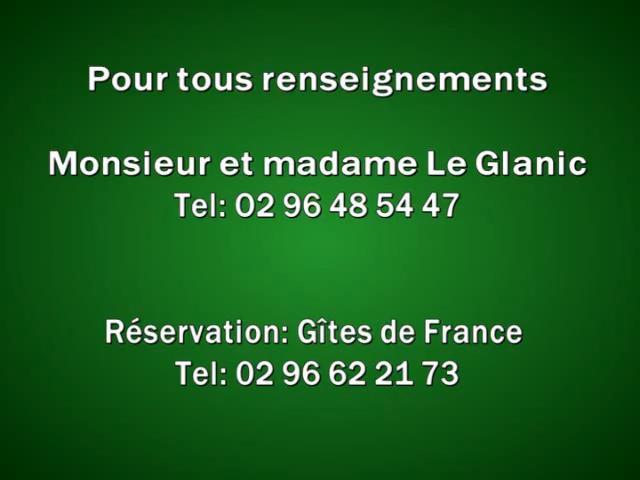 Pour tous renseignements
Monsieur et madame Le Glanic
Tel: 02 96 48 54 47
Réservation: Gîtes de France
Tel: 02 96 62 21 73